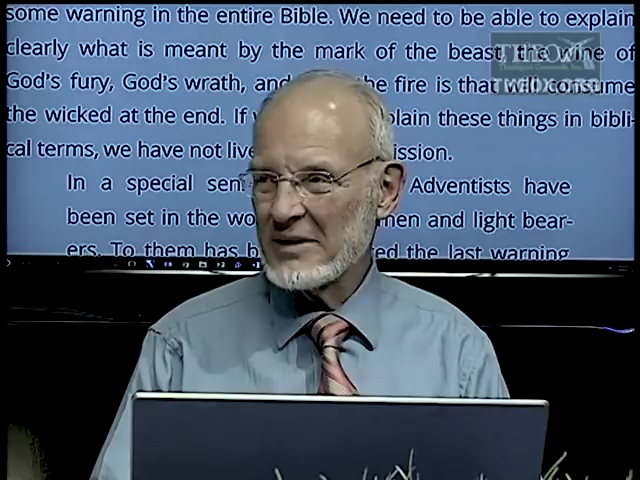 some warning in the entire Bible. We need to be able to explain
clearly what is meant by the mark of the beast, the wine of
God's fury, God's wrath, and the fire is that will consume
the wicked at the end. If plain these things in bibli-
cal terms, we have not live ission.
In a special sen Adventists have
been set in the wo men and light bear-
ers. To them has b ed the last warning